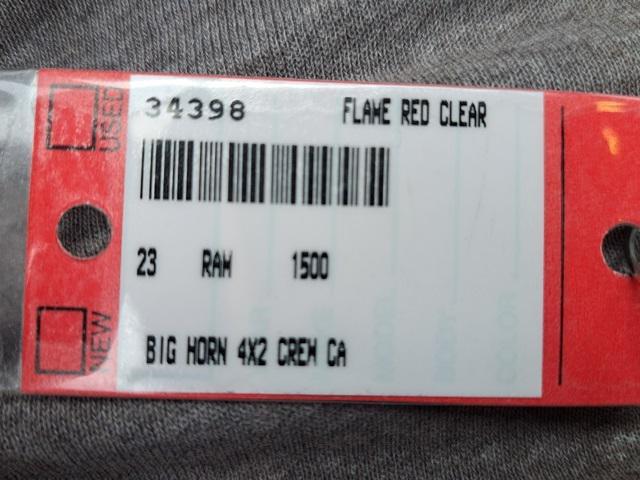 USED
34398 FLAME RED CLEAR
23 RAM 1500
NEW
BIG HORN 4X2 CREW CA